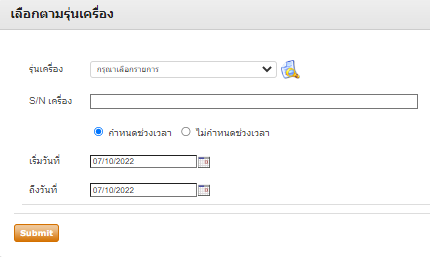 เลือกตามรุ่นเครื่อง
รุ่นเครื่อง กรุณาเลือกรายการ
S/N เครื่อง
กำหนดช่วงเวลา ไม่กำหนดช่วงเวลา
เริ่มวันที่ 07/10/2022
ถึงวันที่ 07/10/2022
Submit